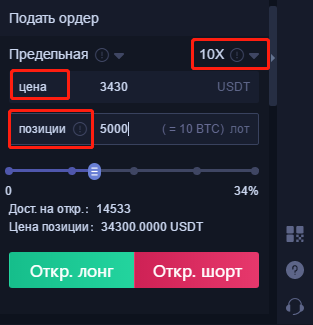 Подать ордер
Предельная 10X
цена 3430 USDT
позиции 5000 ( = 10 BTC) лот
0 34%
Дост. на откр.: 14533
Цена позиции: 34300.0000 USDT
Откр. лонг Откр. шорт